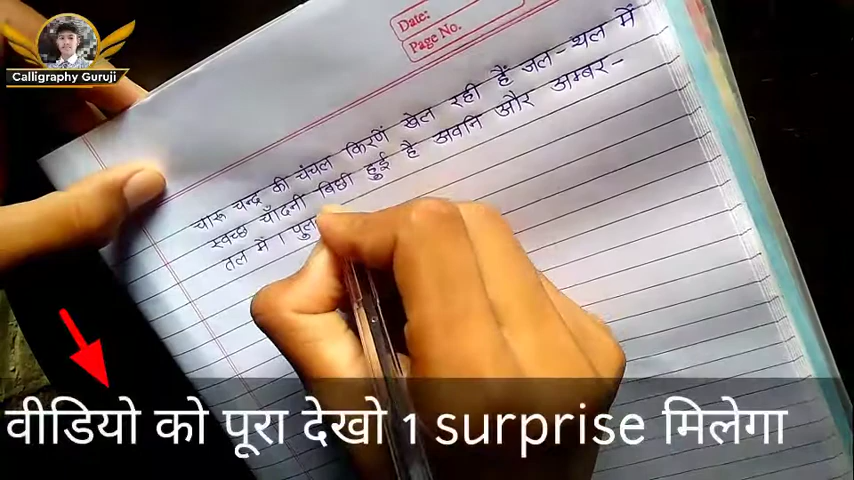 Calligraphy Guruji
Date:
Page No.
चारू चन्द्र की चंचल किरणें खेल रही हैं जल-थल में
स्वच्छ चाँदनी बिछी हुई है अवनि और अम्बर-
तल में । पुल
वीडियो को पूरा देखो 1 surprise मिलेगा